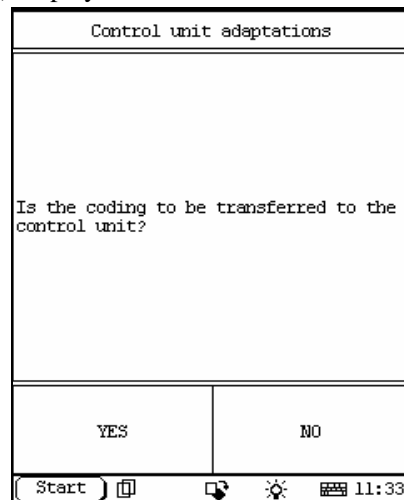 Control unit adaptations
Is the coding to be transferred to the
control unit?
YES NO
Start 11:33